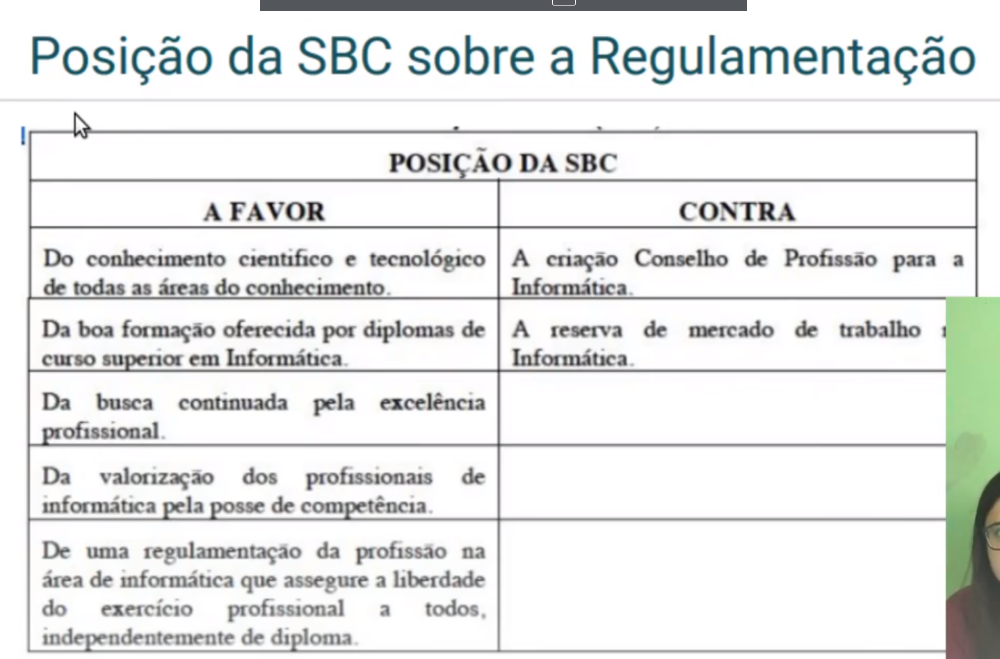 Posição da SBC sobre a Regulamentação
POSIÇÃO DA SBC
A FAVOR
CONTRA
Do conhecimento cientifico e tecnológico
de todas as áreas do conhecimento.
A criação Conselho de Profissão para a
Informática.
Da boa formação oferecida por diplomas de
curso superior em Informática.
A reserva de mercado de trabalho
Informática.
Da busca continuada pela excelência
profissional.
Da valorização dos profissionais de
informática pela posse de competência.
De uma regulamentação da profissão na
área de informática que assegure a liberdade
do exercício profissional a todos,
independentemente de diploma.